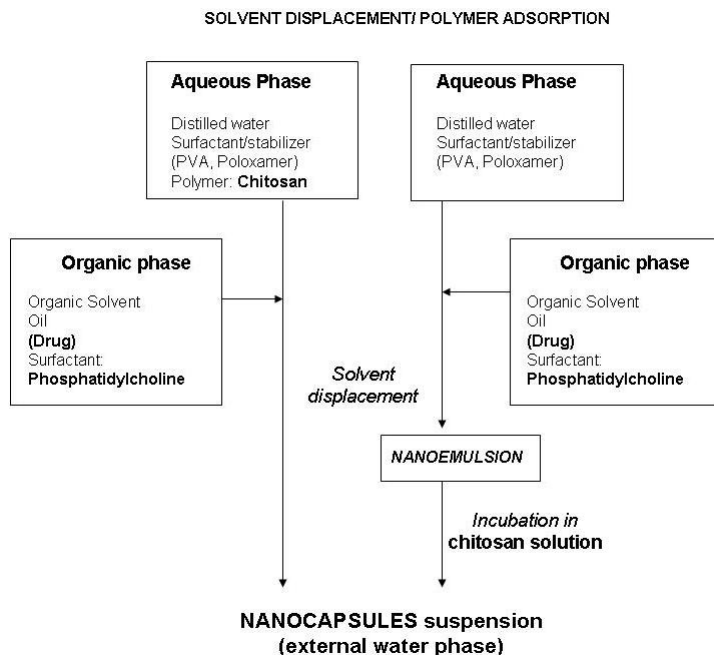 SOLVENT DISPLACEMENT/ POLYMER ADSORPTION
Aqueous Phase
Distilled water
Surfactant/stabilizer
(PVA, Poloxamer)
Polymer: Chitosan
Aqueous Phase
Distilled water
Surfactant/stabilizer
(PVA, Poloxamer)
Organic phase
Organic Solvent
Oil
(Drug)
Surfactant:
Phosphatidylcholine
Organic phase
Organic Solvent
Oil
(Drug)
Surfactant:
Phosphatidylcholine
Solvent
displacement
NANOEMULSION
Incubation in
chitosan solution
NANOCAPSULES suspension
(external water phase)